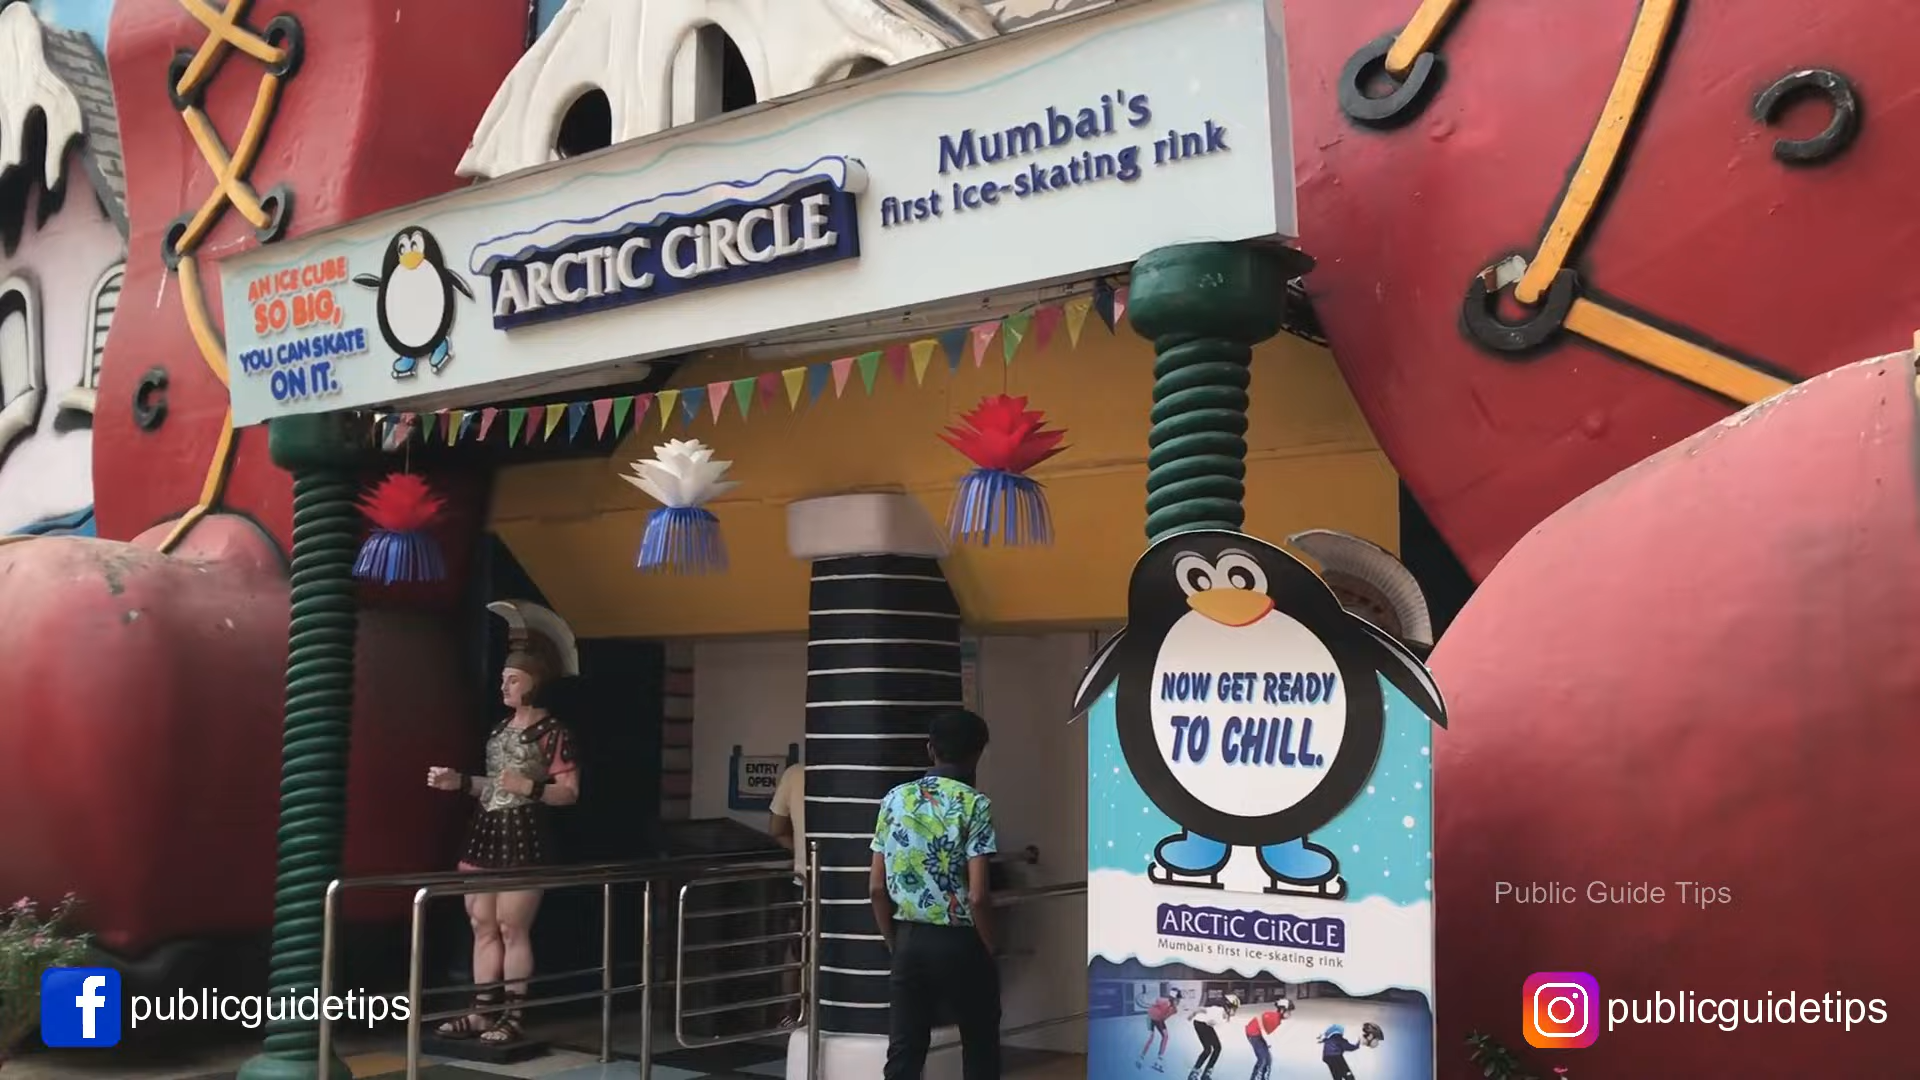 AN ICE CUBE
SO BIG,
YOU CAN SKATE
ON IT.
ARCTiC CiRCLE
Mumbai's
first ice-skating rink
ENTRY
OPEN
NOW GET READY
TO CHILL.
ARCTiC CiRCLE
Mumbai's first ice-skating rink
Public Guide Tips
publicguidetips
publicguidetips